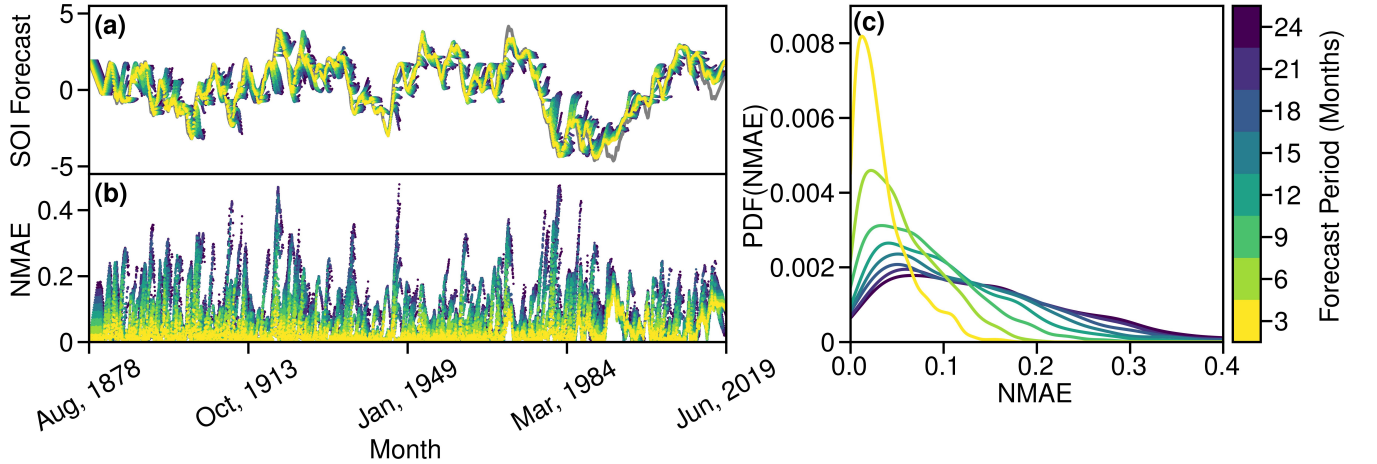 (a)
SOI Forecast
5
0
-5
(b)
NMAE
0.4
0.2
0
Aug, 1878
Oct, 1913
Jan, 1949
Mar, 1984
Jun, 2019
Month
(c)
PDF(NMAE)
0.008
0.006
0.004
0.002
0
0.0
0.1
0.2
0.3
0.4
NMAE
24
21
18
15
12
9
6
3
Forecast Period (Months)